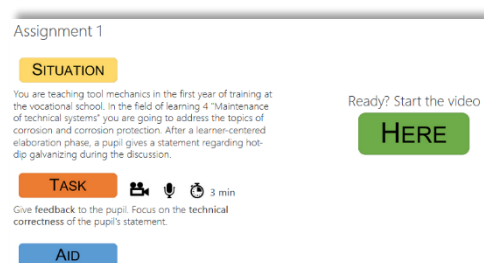 Assignment 1
SITUATION
You are teaching tool mechanics in the first year of training at
the vocational school. In the field of learning 4 "Maintenance
of technical systems" you are going to address the topics of
corrosion and corrosion protection. After a learner-centered
elaboration phase, a pupil gives a statement regarding hot-
dip galvanizing during the discussion.
TASK
3 min
Give feedback to the pupil. Focus on the technical
correctness of the pupil's statement.
AID
Ready? Start the video
HERE